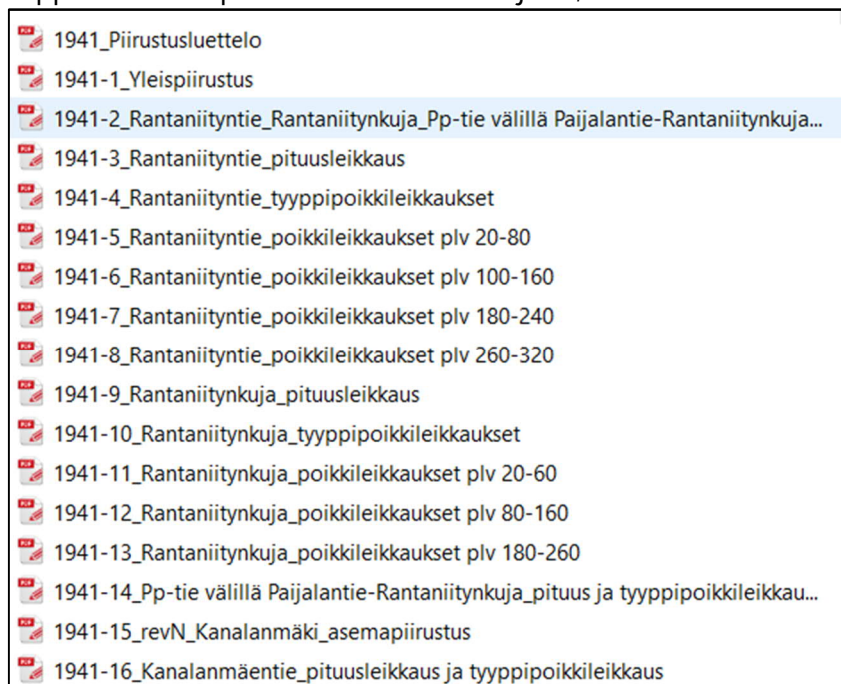 1941_Piirustusluettelo
1941-1_Yleispiirustus
1941-2_Rantaniityntie_Rantaniitynkuja_Pp-tie välillä Paijalantie-Rantaniitynkuja...
1941-3_Rantaniityntie_pituusleikkaus
1941-4_Rantaniityntie_tyyppipoikkileikkaukset
1941-5_Rantaniityntie_poikkileikkaukset plv 20-80
1941-6_Rantaniityntie_poikkileikkaukset plv 100-160
1941-7_Rantaniityntie_poikkileikkaukset plv 180-240
1941-8_Rantaniityntie_poikkileikkaukset plv 260-320
1941-9_Rantaniitynkuja_pituusleikkaus
1941-10_Rantaniitynkuja_tyyppipoikkileikkaukset
1941-11_Rantaniitynkuja_poikkileikkaukset plv 20-60
1941-12_Rantaniitynkuja_poikkileikkaukset plv 80-160
1941-13_Rantaniitynkuja_poikkileikkaukset plv 180-260
1941-14_Pp-tie välillä Paijalantie-Rantaniitynkuja_pituus ja tyyppipoikkileikkau...
1941-15_revN_Kanalanmäki_asemapiirustus
1941-16_Kanalanmäentie_pituusleikkaus ja tyyppipoikkileikkaus